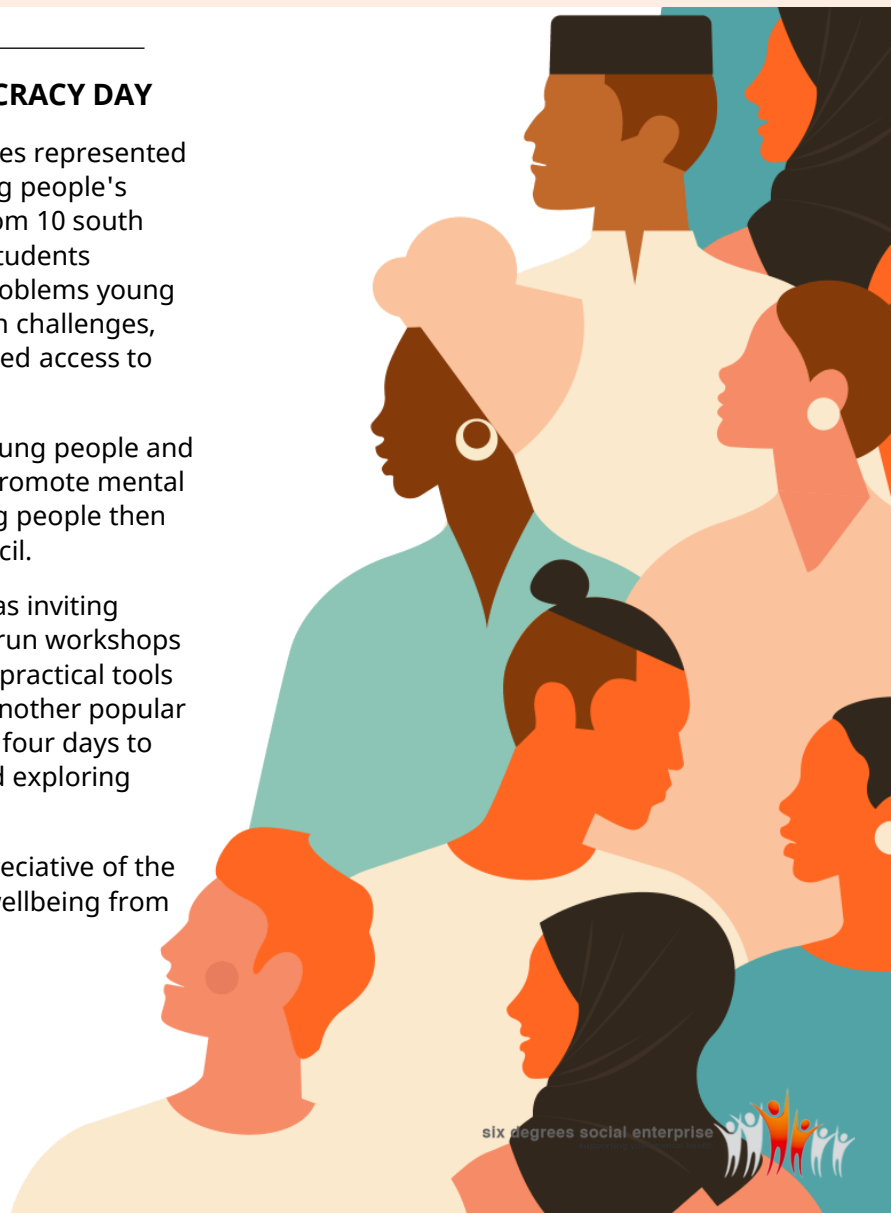 CRACY DAY
es represented
g people's
om 10 south
tudents
oblems young
n challenges,
ed access to
ung people and
romote mental
g people then
cil.
as inviting
run workshops
practical tools
nother popular
four days to
d exploring
eciative of the
wellbeing from
six degrees social enterprise